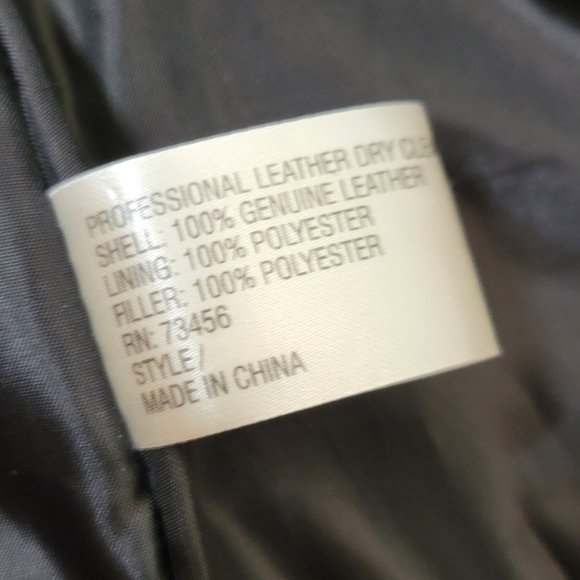 PROFESSIONAL LEATHER DRY CLE
SHELL: 100% GENUINE LEATHER
LINING: 100% POLYESTER
FILLER: 100% POLYESTER
RN: 73456
STYLE/
MADE IN CHINA